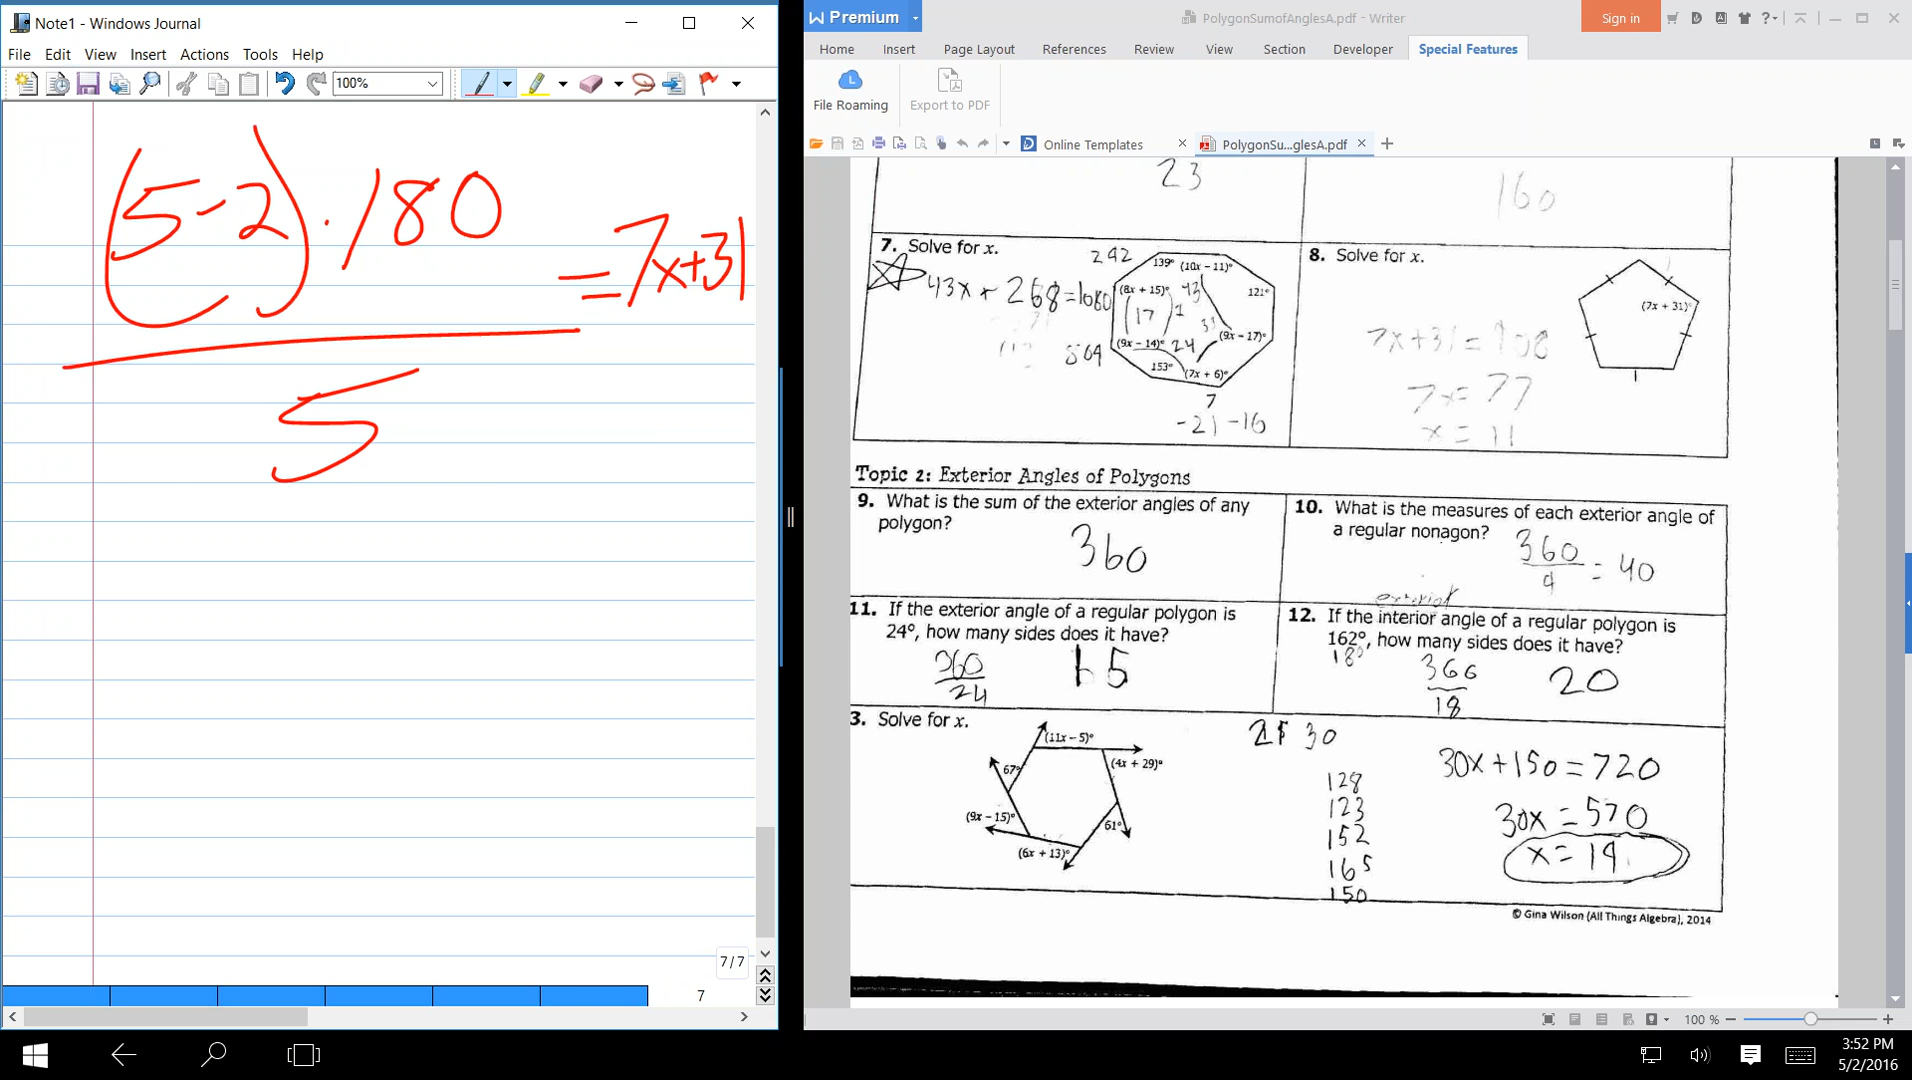 Note1 - Windows Journal
File Edit View Insert Actions Tools Help
100%
(5-2) · 180
= 7x+31
5
7 / 7
7
Premium
PolygonSumofAnglesA.pdf - Writer
Sign in
Home Insert Page Layout References Review View Section Developer Special Features
File Roaming
Export to PDF
Online Templates
PolygonSu...glesA.pdf
23
160
7. Solve for x.
242
43x + 268 = 1080
139° (10x − 11)°
(8x + 15)°
43
121°
(17)
(9x − 17)°
(9x − 14)°
24
504
153° (7x + 6)°
7
-21 -16
8. Solve for x.
(7x + 31)°
7x+31 = 108
7x = 77
x = 11
Topic 2: Exterior Angles of Polygons
9. What is the sum of the exterior angles of any
polygon?
360
10. What is the measures of each exterior angle of
a regular nonagon?
360
9
= 40
11. If the exterior angle of a regular polygon is
24°, how many sides does it have?
360
24
15
exterior
12. If the interior angle of a regular polygon is
162°, how many sides does it have?
180
360
18
20
3. Solve for x.
(11x − 5)°
(4x + 29)°
67°
(9x − 15)°
61°
(6x + 13)°
30
128
123
152
165
150
30x + 150 = 720
30x = 570
x = 19
© Gina Wilson (All Things Algebra), 2014
100 %
3:52 PM
5/2/2016